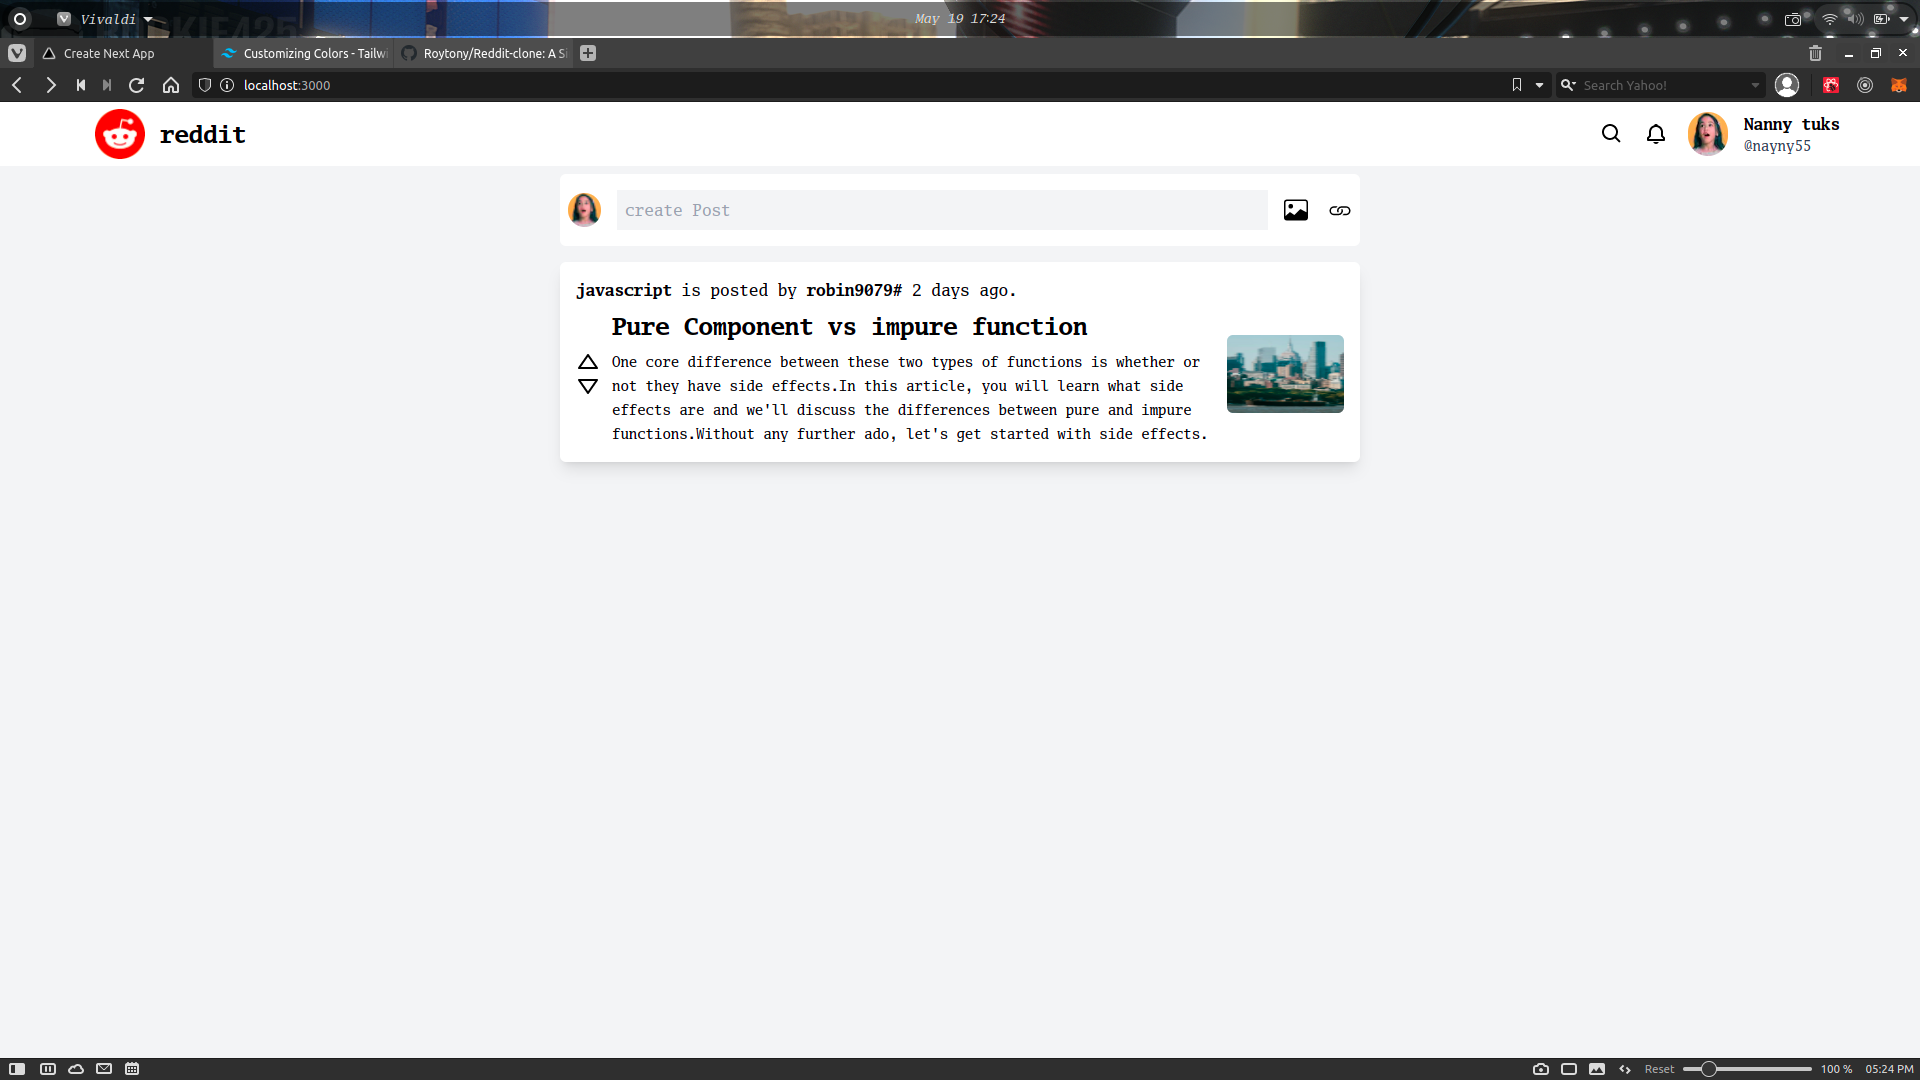 Vivaldi
May 19 17:24
Create Next App
Customizing Colors - Tailwi
Roytony/Reddit-clone: A Si
localhost:3000
Search Yahoo!
reddit
Nanny tuks
@nayny55
create Post
javascript is posted by robin9079# 2 days ago.
Pure Component vs impure function
One core difference between these two types of functions is whether or
not they have side effects.In this article, you will learn what side
effects are and we'll discuss the differences between pure and impure
functions.Without any further ado, let's get started with side effects.
Reset
100 %
05:24 PM